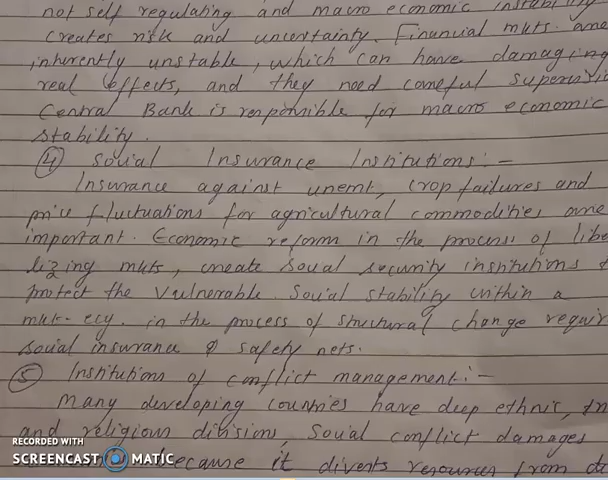 not self regulating and macro economic instability
creates risk and uncertainty. Financial mkts. are
inherently unstable, which can have damaging
real effects, and they need careful supervisio
Central Bank is responsible for macro economic
stability.
④ Social Insurance Institutions:-
Insurance against unemt, crop failures and
price fluctuations for agricultural commodities are
important. Economic reform in the process of libe
lizing mkts, create social security institutions t
protect the vulnerable. Social stability within a
mkt- ecy. in the process of structural change requir
social insurance & safety nets.
⑤ Institutions of conflict management:-
Many developing countries have deep ethnic,
and religious divisions, Social conflict damages
because it diverts resources from
RECORDED WITH
SCREENCAST MATIC